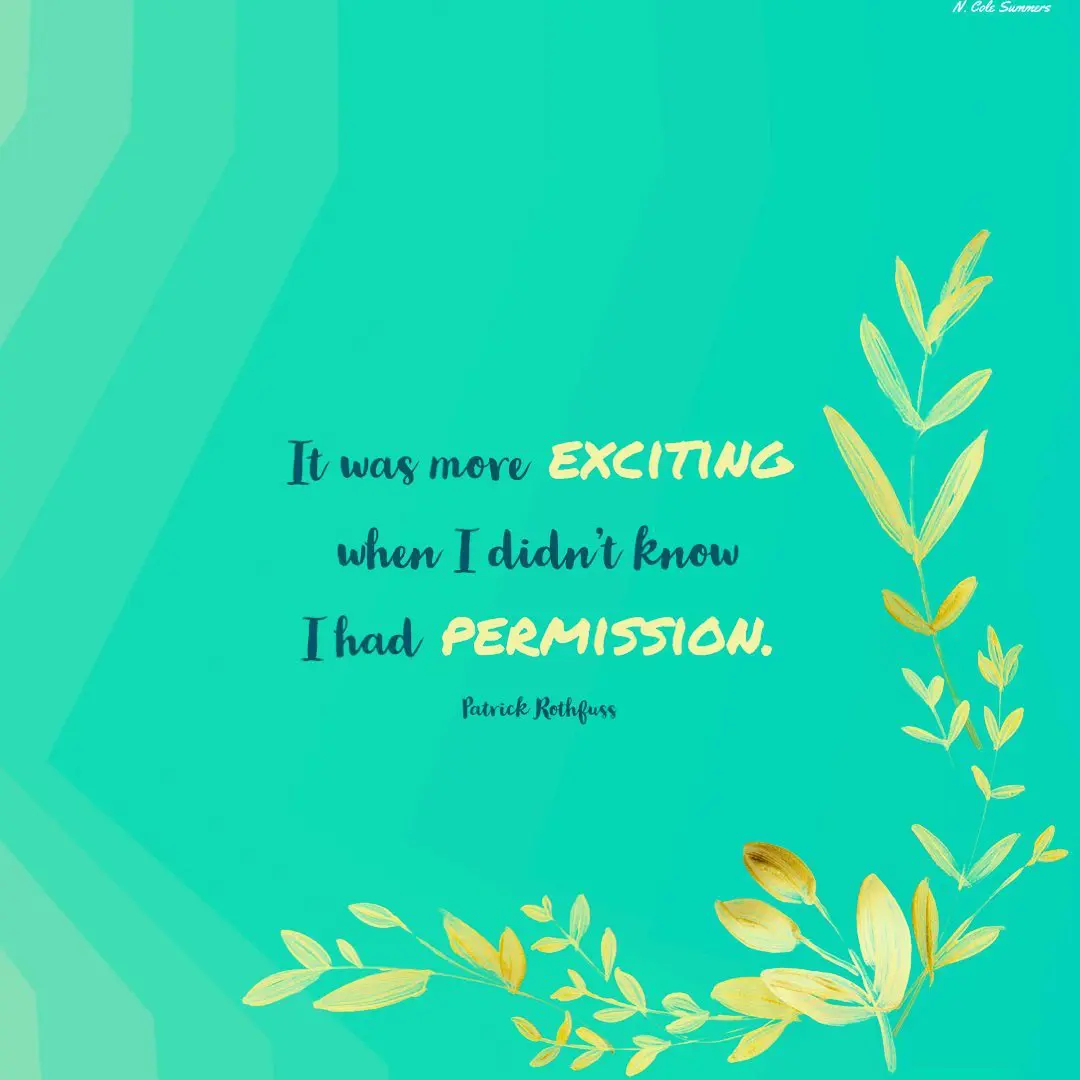 N. Cole Summers
It was more EXCITING
when I didn't know
I had PERMISSION.
Patrick Rothfuss